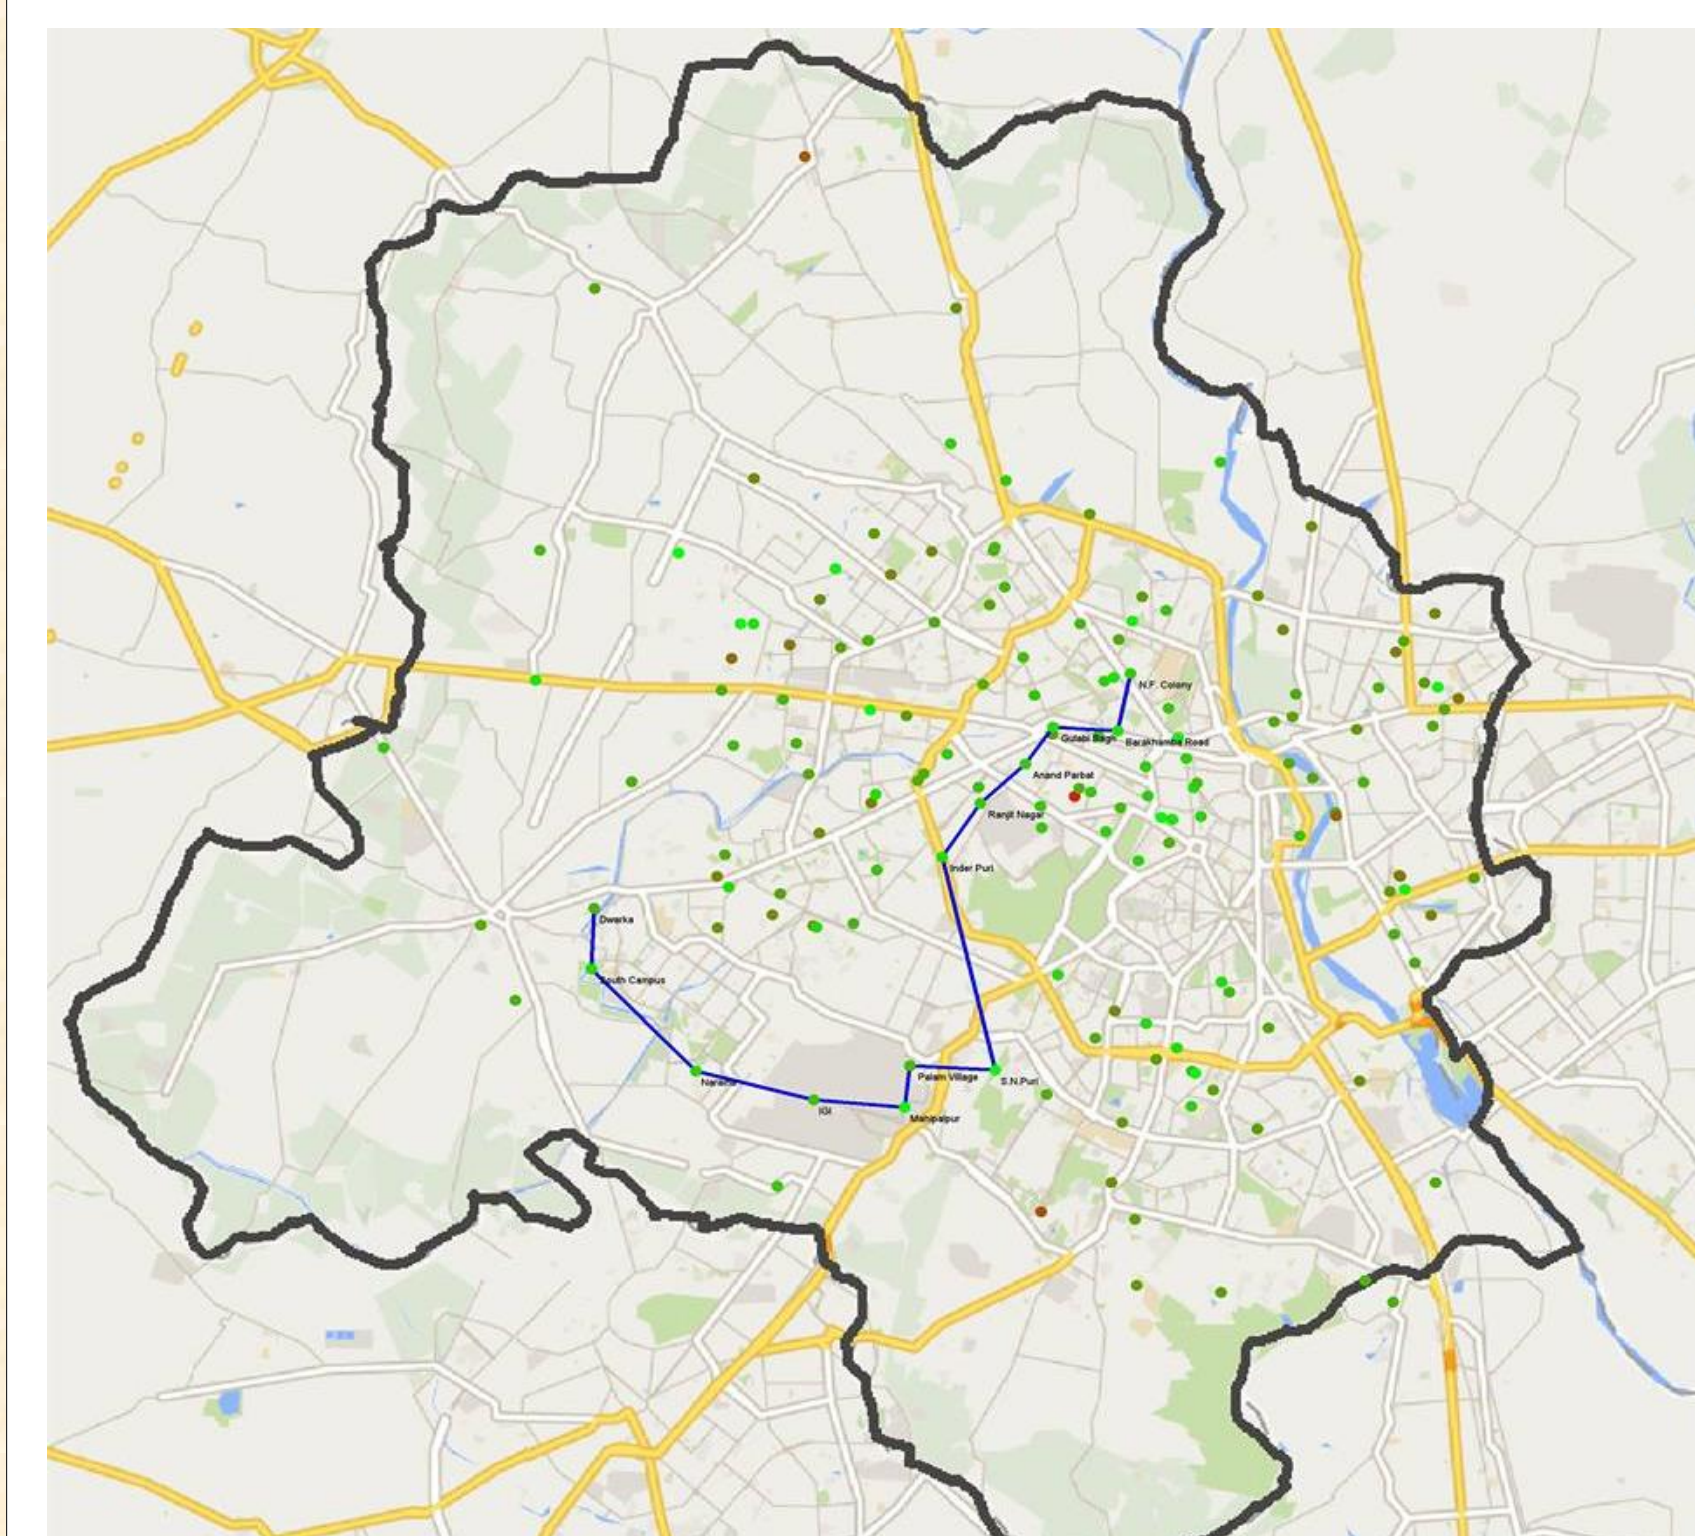 N.F. Colony
Gulabi Bagh
Barakhamba Road
Anand Parbat
Ranjit Nagar
Inder Puri
Dwarka
South Campus
Naraina
Palam Village
S.N.Puri
IGI
Mahipalpur